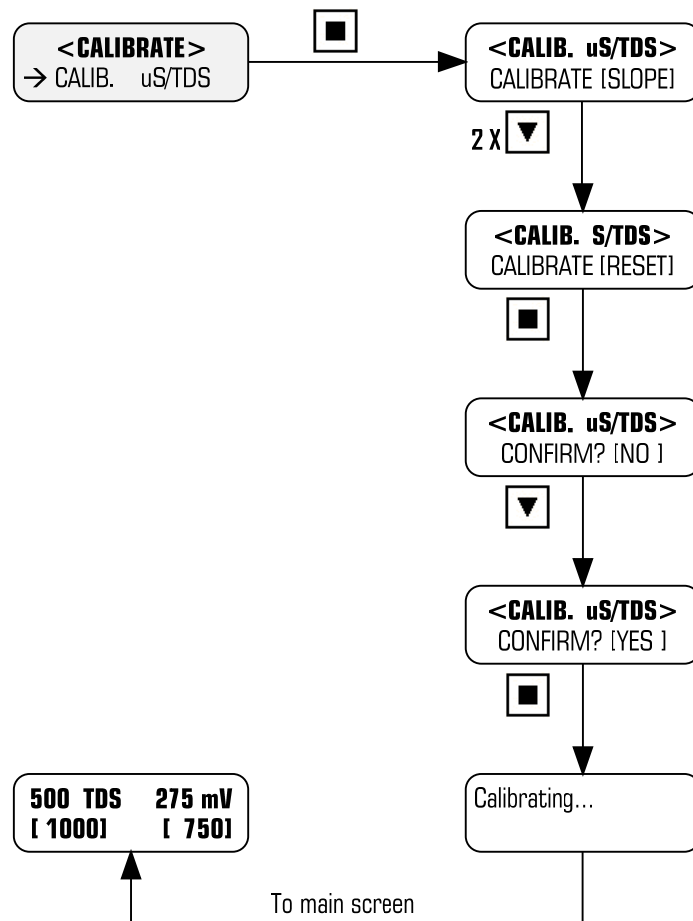 <CALIBRATE>
→ CALIB. uS/TDS
<CALIB. uS/TDS>
CALIBRATE [SLOPE]
2 X
<CALIB. S/TDS>
CALIBRATE [RESET]
<CALIB. uS/TDS>
CONFIRM? [NO ]
<CALIB. uS/TDS>
CONFIRM? [YES ]
500 TDS 275 mV
[ 1000] [ 750]
Calibrating...
To main screen